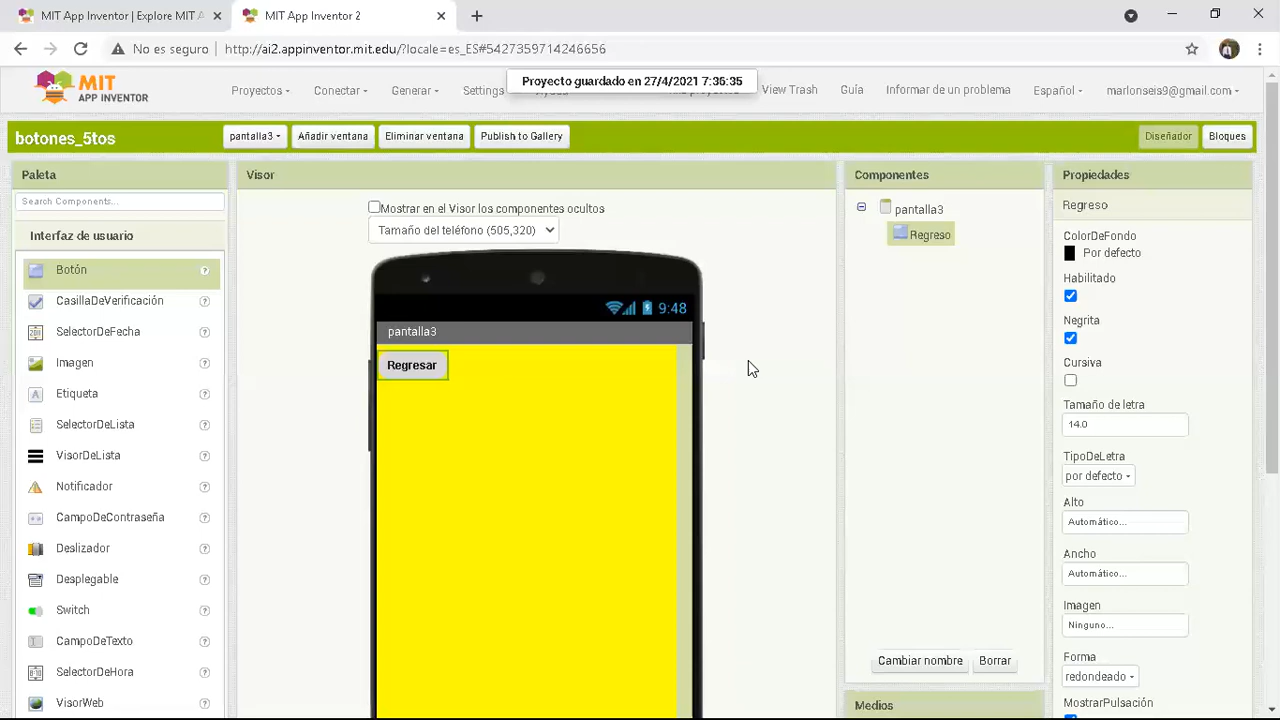 MIT App Inventor | Explore MIT A
MIT App Inventor 2
No es seguro
http://ai2.appinventor.mit.edu/?locale=es_ES#5427359714246656
MIT
APP INVENTOR
Proyectos
Conectar
Generar
Settings
Proyecto guardado en 27/4/2021 7:36:35
View Trash
Guía
Informar de un problema
Español
marlonseis9@gmail.com
botones_5tos
pantalla3
Añadir ventana
Eliminar ventana
Publish to Gallery
Diseñador
Bloques
Paleta
Visor
Componentes
Propiedades
Search Components...
Interfaz de usuario
Botón
CasillaDeVerificación
SelectorDeFecha
Imagen
Etiqueta
SelectorDeLista
VisorDeLista
Notificador
CampoDeContraseña
Deslizador
Desplegable
Switch
CampoDeTexto
SelectorDeHora
VisorWeb
Mostrar en el Visor los componentes ocultos
Tamaño del teléfono (505,320)
9:48
pantalla3
Regresar
pantalla3
Regreso
Cambiar nombre
Borrar
Medios
Regreso
ColorDeFondo
Por defecto
Habilitado
Negrita
Cursiva
Tamaño de letra
14.0
TipoDeLetra
por defecto
Alto
Automático...
Ancho
Automático...
Imagen
Ninguno...
Forma
redondeado
MostrarPulsación